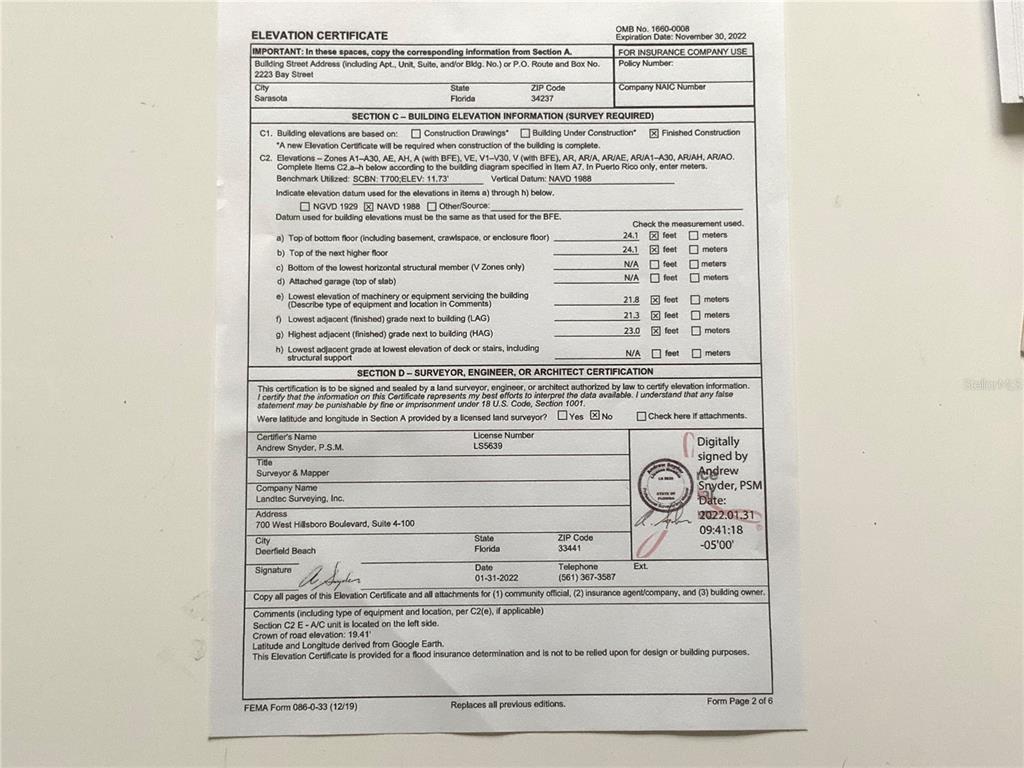 ELEVATION CERTIFICATE
OMB No. 1660-0008
Expiration Date: November 30, 2022
IMPORTANT: In these spaces, copy the corresponding information from Section A.
FOR INSURANCE COMPANY USE
Building Street Address (including Apt., Unit, Suite, and/or Bldg. No.) or P.O. Route and Box No.
2223 Bay Street
Policy Number:
City State ZIP Code
Sarasota Florida 34237
Company NAIC Number
SECTION C – BUILDING ELEVATION INFORMATION (SURVEY REQUIRED)
C1. Building elevations are based on: ☐ Construction Drawings* ☐ Building Under Construction* ☒ Finished Construction
*A new Elevation Certificate will be required when construction of the building is complete.
C2. Elevations – Zones A1–A30, AE, AH, A (with BFE), VE, V1–V30, V (with BFE), AR, AR/A, AR/AE, AR/A1–A30, AR/AH, AR/AO.
Complete Items C2.a–h below according to the building diagram specified in Item A7. In Puerto Rico only, enter meters.
Benchmark Utilized: SCBN: T700;ELEV: 11.73' Vertical Datum: NAVD 1988
Indicate elevation datum used for the elevations in items a) through h) below.
☐ NGVD 1929 ☒ NAVD 1988 ☐ Other/Source:
Datum used for building elevations must be the same as that used for the BFE.
Check the measurement used.
a) Top of bottom floor (including basement, crawlspace, or enclosure floor) 24.1 ☒ feet ☐ meters
b) Top of the next higher floor 24.1 ☒ feet ☐ meters
c) Bottom of the lowest horizontal structural member (V Zones only) N/A ☐ feet ☐ meters
d) Attached garage (top of slab) N/A ☐ feet ☐ meters
e) Lowest elevation of machinery or equipment servicing the building
(Describe type of equipment and location in Comments) 21.8 ☒ feet ☐ meters
f) Lowest adjacent (finished) grade next to building (LAG) 21.3 ☒ feet ☐ meters
g) Highest adjacent (finished) grade next to building (HAG) 23.0 ☒ feet ☐ meters
h) Lowest adjacent grade at lowest elevation of deck or stairs, including
structural support N/A ☐ feet ☐ meters
SECTION D – SURVEYOR, ENGINEER, OR ARCHITECT CERTIFICATION
This certification is to be signed and sealed by a land surveyor, engineer, or architect authorized by law to certify elevation information.
I certify that the information on this Certificate represents my best efforts to interpret the data available. I understand that any false
statement may be punishable by fine or imprisonment under 18 U.S. Code, Section 1001.
Were latitude and longitude in Section A provided by a licensed land surveyor? ☐ Yes ☒ No ☐ Check here if attachments.
Certifier's Name License Number
Andrew Snyder, P.S.M. LS5639
Title
Surveyor & Mapper
Company Name
Landtec Surveying, Inc.
Address
700 West Hillsboro Boulevard, Suite 4-100
City State ZIP Code
Deerfield Beach Florida 33441
Digitally
signed by
Andrew
Snyder, PSM
Date:
2022.01.31
09:41:18
-05'00'
Andrew Snyder
STATE OF
FLORIDA
A. Snyder
Signature Date Telephone Ext.
A Snyder 01-31-2022 (561) 367-3587
Copy all pages of this Elevation Certificate and all attachments for (1) community official, (2) insurance agent/company, and (3) building owner.
Comments (including type of equipment and location, per C2(e), if applicable)
Section C2 E - A/C unit is located on the left side.
Crown of road elevation: 19.41'
Latitude and Longitude derived from Google Earth.
This Elevation Certificate is provided for a flood insurance determination and is not to be relied upon for design or building purposes.
FEMA Form 086-0-33 (12/19) Replaces all previous editions. Form Page 2 of 6
StellarMLS